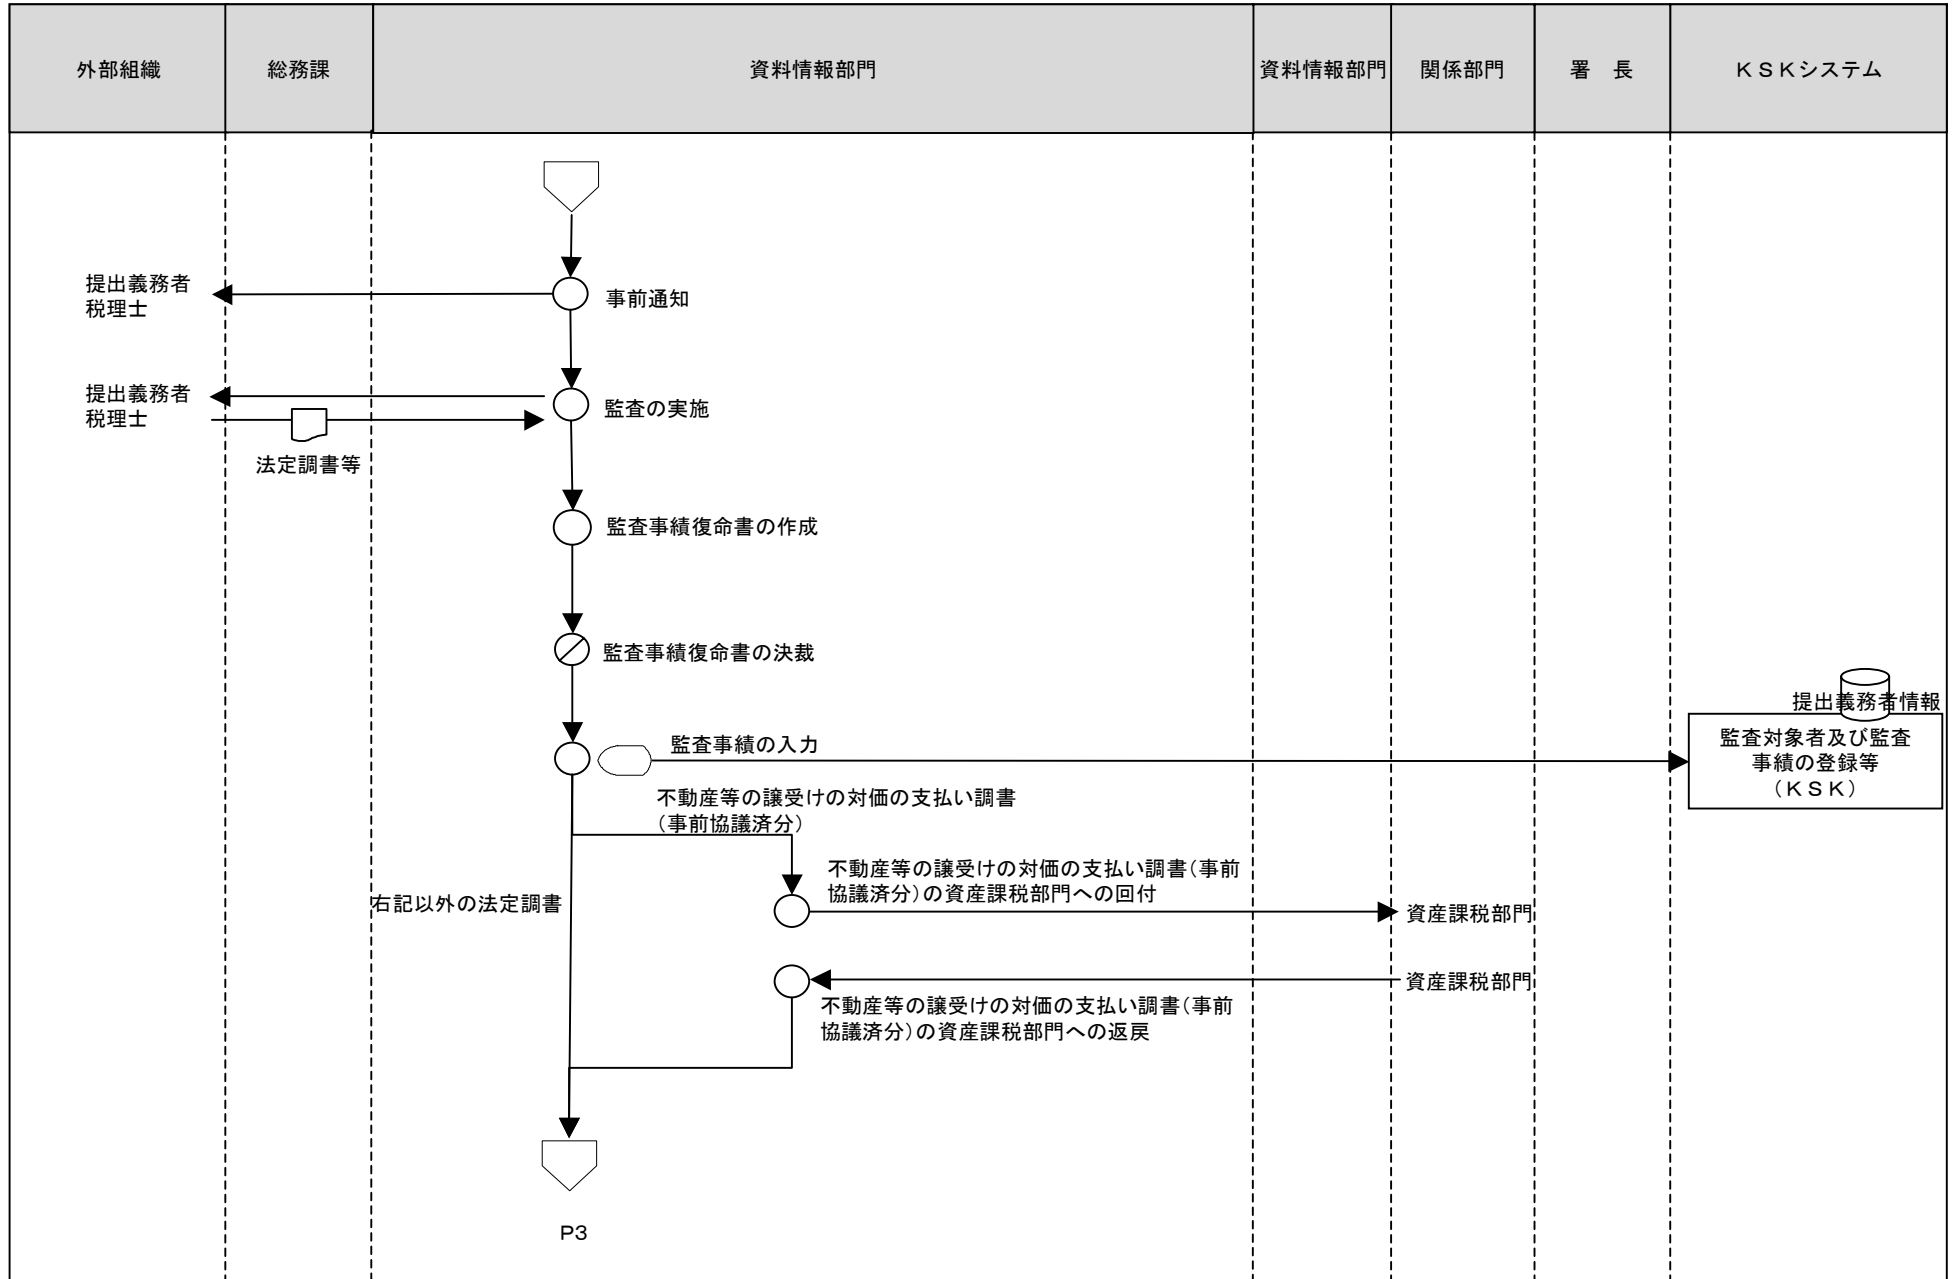 外部組織
総務課
資料情報部門
資料情報部門
関係部門
署　長
ＫＳＫシステム
提出義務者
税理士
事前通知
提出義務者
税理士
監査の実施
法定調書等
監査事績復命書の作成
監査事績復命書の決裁
提出義務者情報
監査事績の入力
監査対象者及び監査
事績の登録等
（ＫＳＫ）
不動産等の譲受けの対価の支払い調書
（事前協議済分）
不動産等の譲受けの対価の支払い調書（事前
協議済分）の資産課税部門への回付
右記以外の法定調書
資産課税部門
資産課税部門
不動産等の譲受けの対価の支払い調書（事前
協議済分）の資産課税部門への返戻
P3